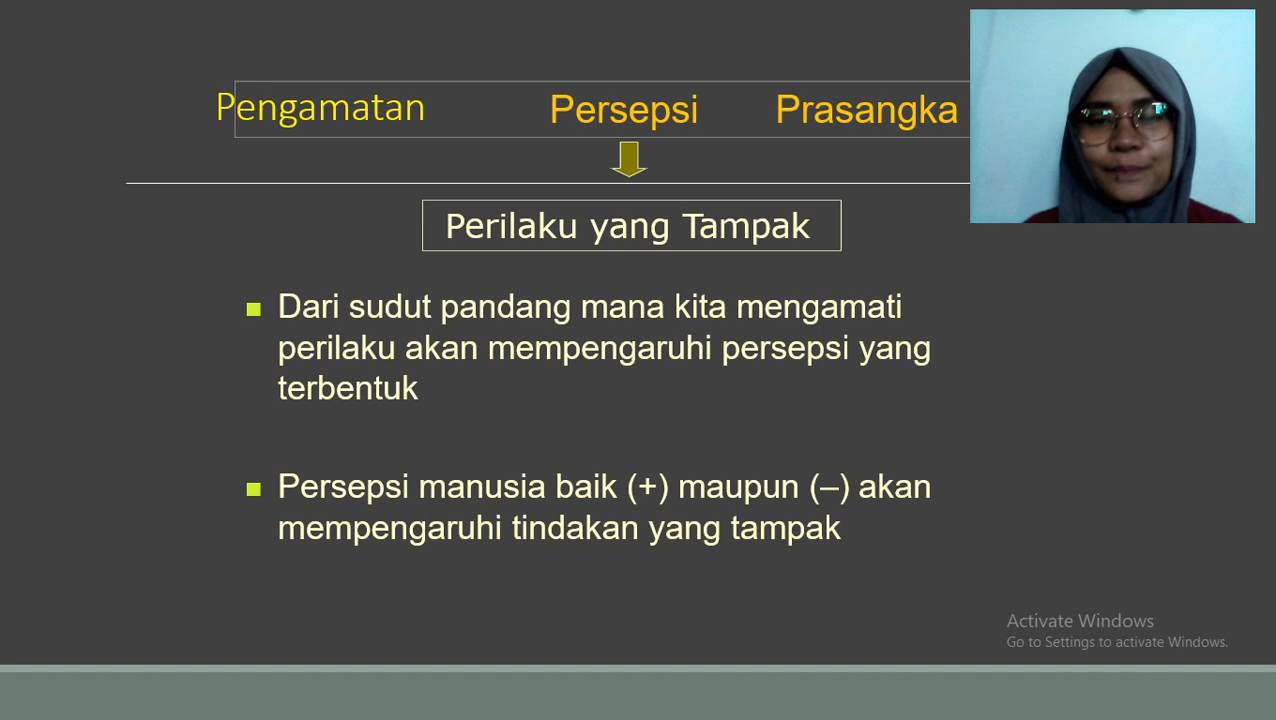 Pengamatan Persepsi Prasangka
Perilaku yang Tampak
Dari sudut pandang mana kita mengamati
perilaku akan mempengaruhi persepsi yang
terbentuk
Persepsi manusia baik (+) maupun (–) akan
mempengaruhi tindakan yang tampak
Activate Windows
Go to Settings to activate Windows.